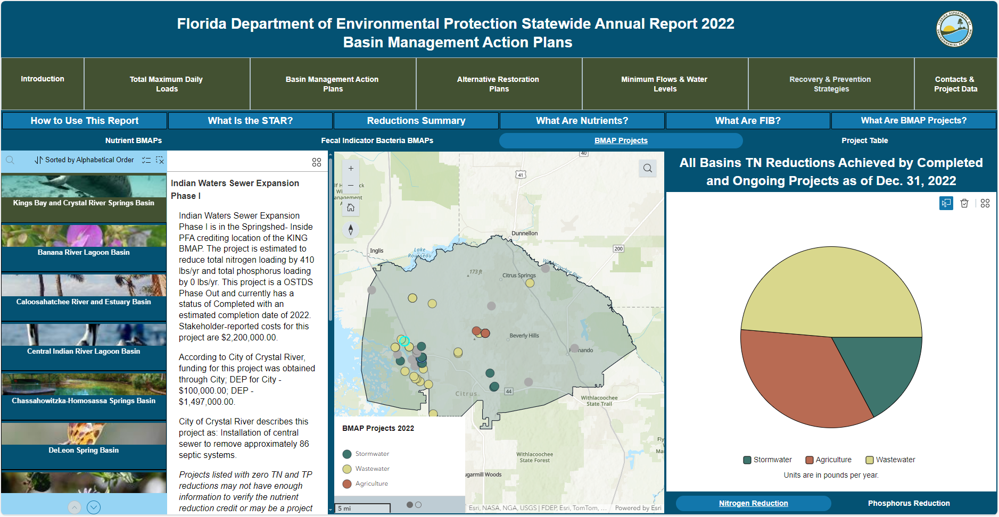 Florida Department of Environmental Protection Statewide Annual Report 2022
Basin Management Action Plans
FLORIDA DEPARTMENT OF
ENVIRONMENTAL PROTECTION
Introduction
Total Maximum Daily
Loads
Basin Management Action
Plans
Alternative Restoration
Plans
Minimum Flows & Water
Levels
Recovery & Prevention
Strategies
Contacts &
Project Data
How to Use This Report
What Is the STAR?
Reductions Summary
What Are Nutrients?
What Are FIB?
What Are BMAP Projects?
Nutrient BMAPs
Fecal Indicator Bacteria BMAPs
BMAP Projects
Project Table
Sorted by Alphabetical Order
Kings Bay and Crystal River Springs Basin
Banana River Lagoon Basin
Caloosahatchee River and Estuary Basin
Central Indian River Lagoon Basin
Chassahowitzka-Homosassa Springs Basin
DeLeon Spring Basin
Indian Waters Sewer Expansion
Phase I
Indian Waters Sewer Expansion
Phase I is in the Springshed- Inside
PFA crediting location of the KING
BMAP. The project is estimated to
reduce total nitrogen loading by 410
lbs/yr and total phosphorus loading
by 0 lbs/yr. This project is a OSTDS
Phase Out and currently has a
status of Completed with an
estimated completion date of 2022.
Stakeholder-reported costs for this
project are $2,200,000.00.
According to City of Crystal River,
funding for this project was obtained
through City; DEP for City -
$100,000.00; DEP -
$1,497,000.00.
City of Crystal River describes this
project as: Installation of central
sewer to remove approximately 86
septic systems.
Projects listed with zero TN and TP
reductions may not have enough
information to verify the nutrient
reduction credit or may be a project
40
41
lf H ck
Wi
anagement
A
Dunnellon
200
Inglis
Lake
Rousseau
Withlacoochee River
173 ft
Citrus Springs
Beverly Hills
H nando
Citrus
44
Withlacoochee
State Trail
Withlacoochee
State Forest
Fly
Ma
ugarmill Woods
BMAP Projects 2022
Stormwater
Wastewater
Agriculture
5 mi
Esri, NASA, NGA, USGS | FDEP, Esri, TomTom, ...
Powered by Esri
All Basins TN Reductions Achieved by Completed
and Ongoing Projects as of Dec. 31, 2022
Stormwater
Agriculture
Wastewater
Units are in pounds per year.
Nitrogen Reduction
Phosphorus Reduction